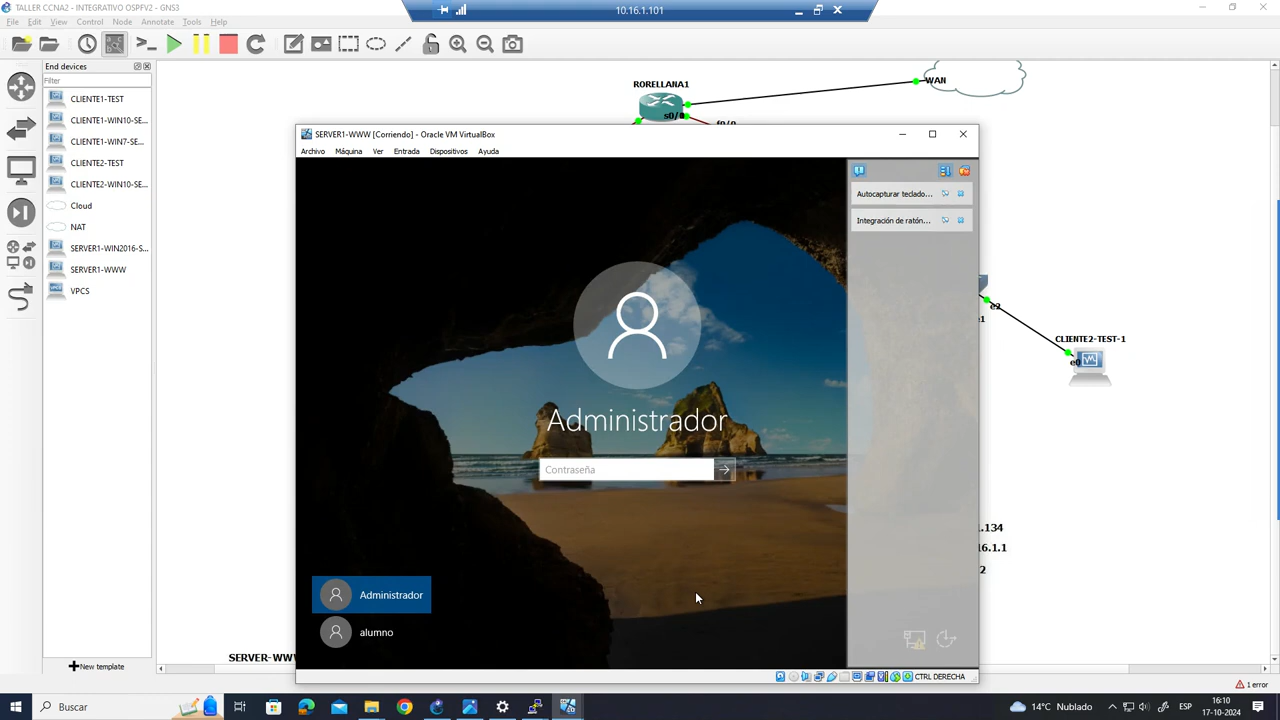 TALLER CCNA2 - INTEGRATIVO OSPFV2 - GNS3
10.16.1.101
File Edit View Control Node Annotate Tools Help
End devices
Filter
CLIENTE1-TEST
CLIENTE1-WIN10-SE...
CLIENTE1-WIN7-SE...
CLIENTE2-TEST
CLIENTE2-WIN10-SE...
Cloud
NAT
SERVER1-WIN2016-S...
SERVER1-WWW
VPCS
New template
RORELLANA1
WAN
s0/0
f0/0
SERVER1-WWW [Corriendo] - Oracle VM VirtualBox
Archivo Máquina Ver Entrada Dispositivos Ayuda
Autocapturar teclado...
Integración de ratón...
Administrador
Contraseña
Administrador
alumno
CTRL DERECHA
e2
e1
CLIENTE2-TEST-1
e0
1.134
16.1.1
2
SERVER-WWW
1 error
Buscar
14°C Nublado
ESP
16:10
17-10-2024